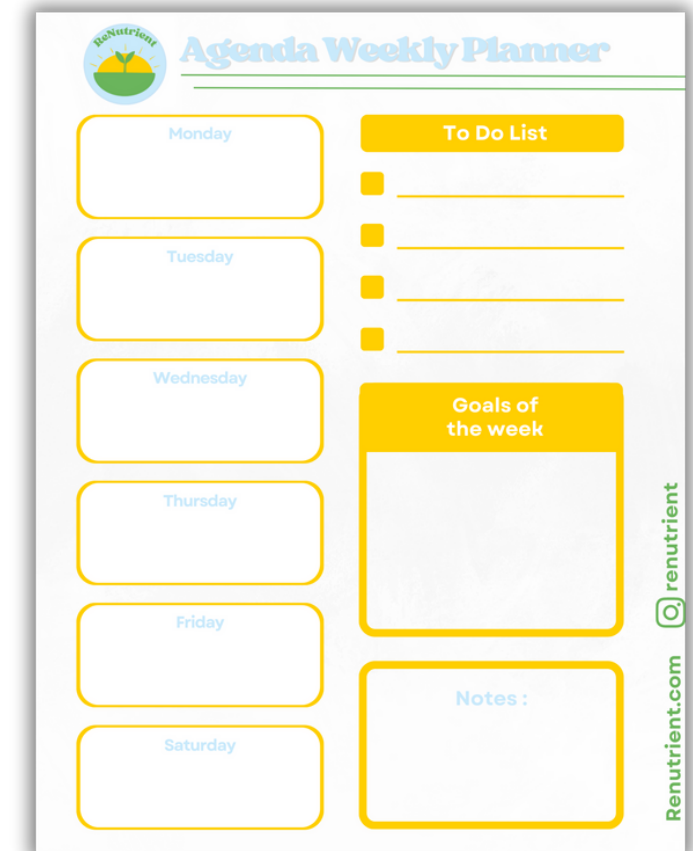 ReNutrient
Agenda Weekly Planner
Monday
Tuesday
Wednesday
Thursday
Friday
Saturday
To Do List
Goals of
the week
Notes :
renutrient
Renutrient.com